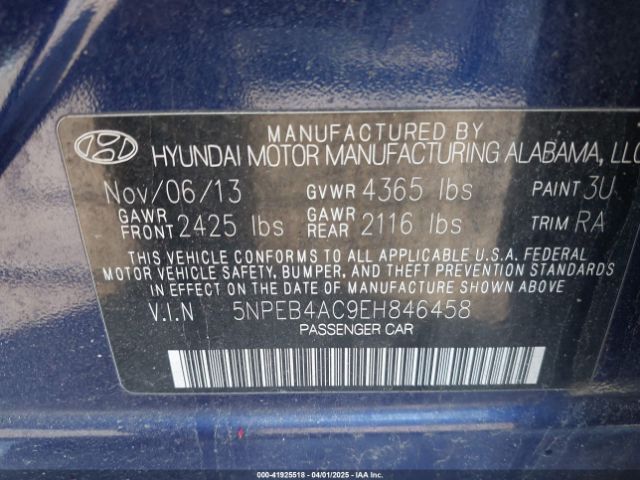 MANUFACTURED BY
HYUNDAI MOTOR MANUFACTURING ALABAMA, LLC
Nov/06/13 GVWR 4365 lbs PAINT 3U
GAWR FRONT 2425 lbs GAWR REAR 2116 lbs TRIM RA
THIS VEHICLE CONFORMS TO ALL APPLICABLE U.S.A. FEDERAL
MOTOR VEHICLE SAFETY, BUMPER, AND THEFT PREVENTION
STANDARDS IN EFFECT ON THE DATE OF MANUFACTURE SHOWN ABOVE
V.I.N 5NPEB4AC9EH846458
PASSENGER CAR
000-41925518 - 04/01/2025 - IAAI, Inc.